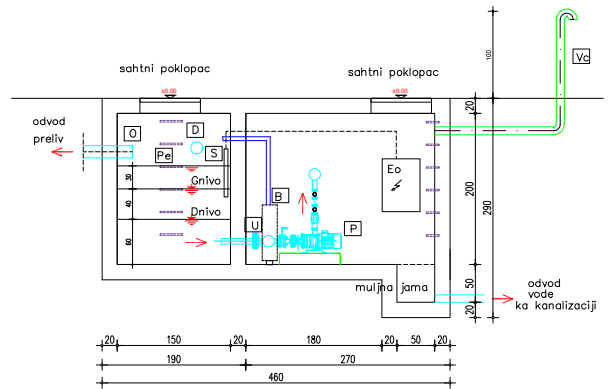 Vc
100
sahtni poklopac
sahtni poklopac
±0.00
±0.00
odvod
preliv
O
D
S
Pe
20
30
Gnivo
Eo
200
290
40
B
Dnivo
U
P
60
muljna jama
50
odvod
vode
ka kanalizaciji
20
20
150
20
180
20
50
20
190
270
460